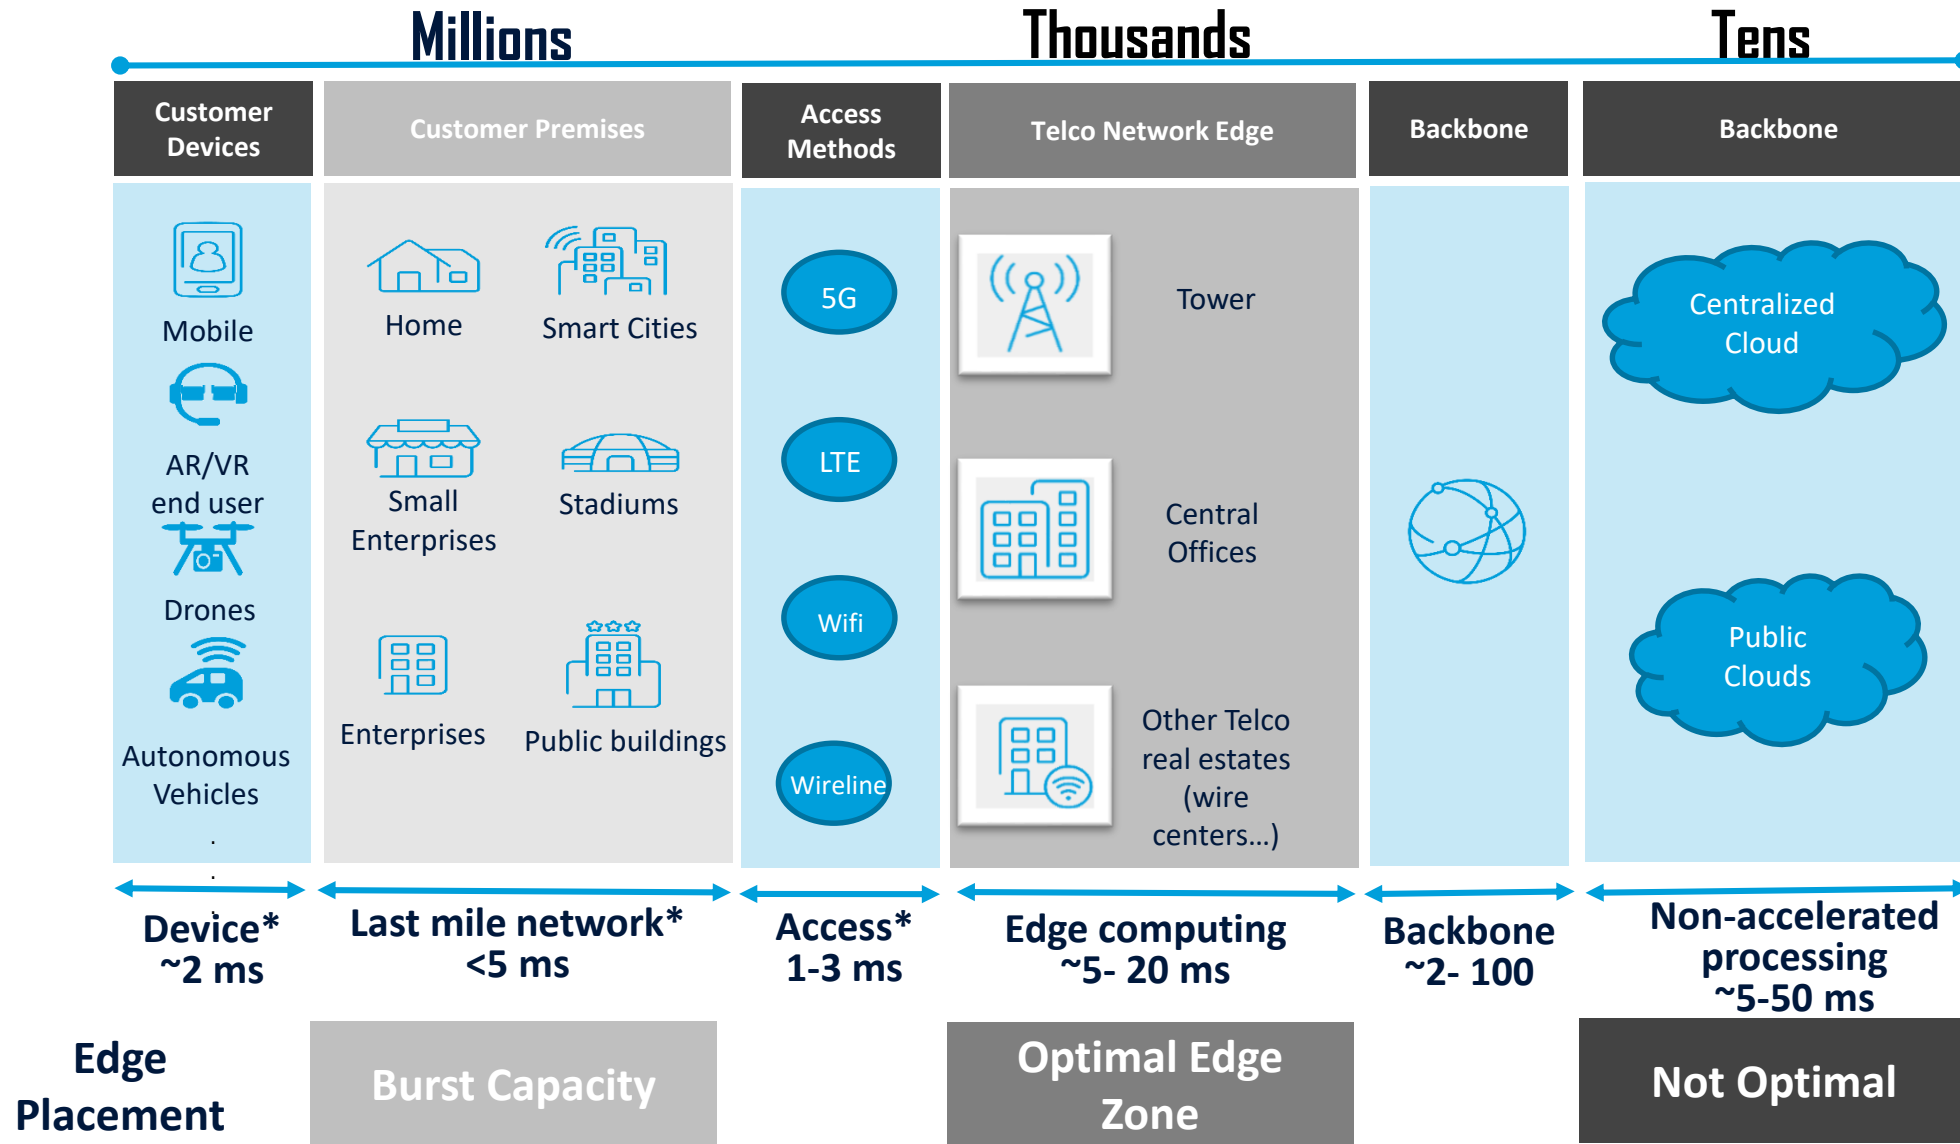 Millions
Thousands
Tens
Customer
Devices
Customer Premises
Access
Methods
Telco Network Edge
Backbone
Backbone
Mobile
AR/VR
end user
Drones
Autonomous
Vehicles
.
.
.
Home
Smart Cities
Small
Enterprises
Stadiums
Enterprises
Public buildings
5G
LTE
Wifi
Wireline
Tower
Central
Offices
Other Telco
real estates
(wire
centers...)
Centralized
Cloud
Public
Clouds
Device*
~2 ms
Last mile network*
<5 ms
Access*
1-3 ms
Edge computing
~5- 20 ms
Backbone
~2- 100
Non-accelerated
processing
~5-50 ms
Edge
Placement
Burst Capacity
Optimal Edge
Zone
Not Optimal